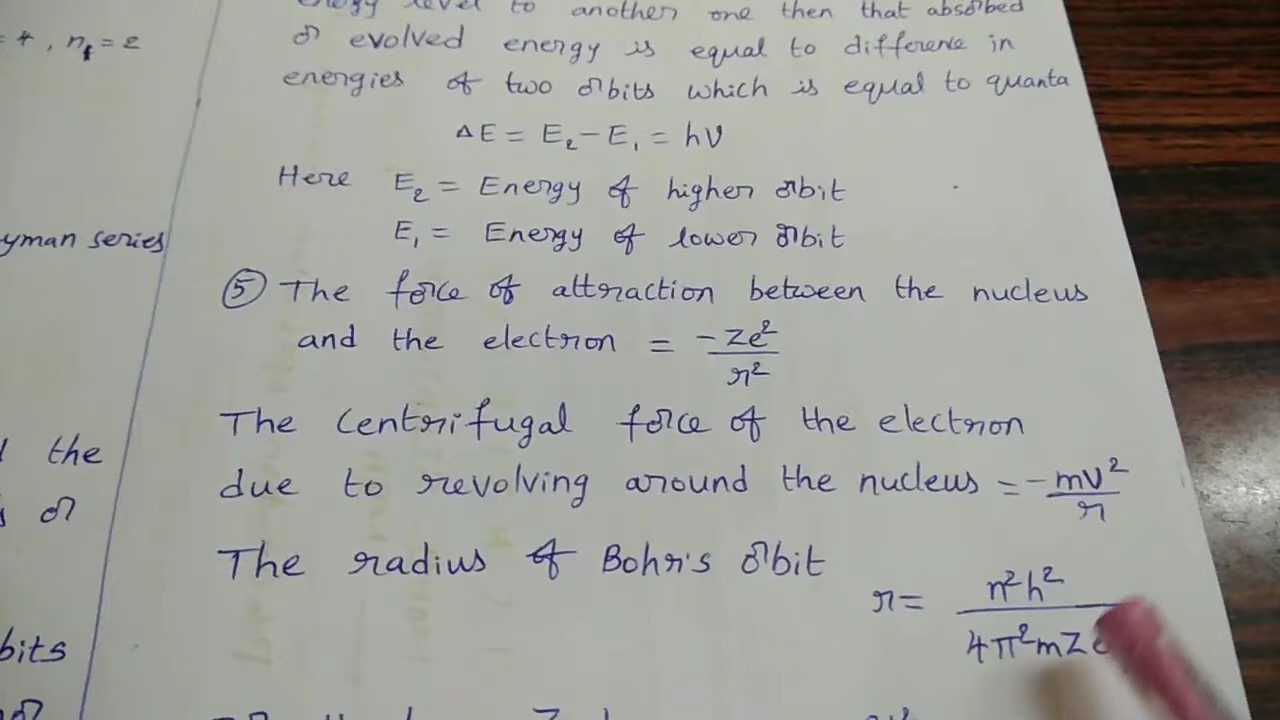 = 4, n_f = 2
yman series
the
or
bits
energy level to another one then that absorbed
or evolved energy is equal to difference in
energies of two orbits which is equal to quanta
ΔE = E₂ - E₁ = hν
Here E₂ = Energy of higher orbit
E₁ = Energy of lower orbit
⑤ The force of attraction between the nucleus
and the electron = -Ze²/r²
The centrifugal force of the electron
due to revolving around the nucleus = -mv²/r
The radius of Bohr's orbit
r = n²h²/4π²mZe